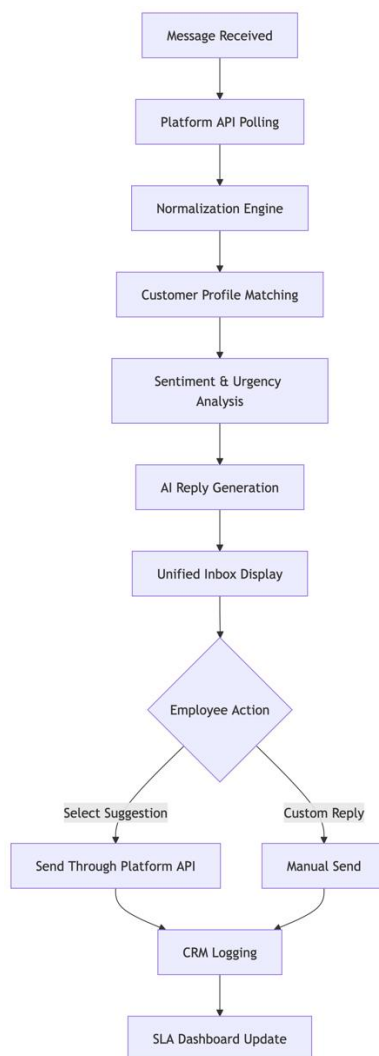 Message Received
Platform API Polling
Normalization Engine
Customer Profile Matching
Sentiment & Urgency
Analysis
AI Reply Generation
Unified Inbox Display
Employee Action
Select Suggestion
Custom Reply
Send Through Platform API
Manual Send
CRM Logging
SLA Dashboard Update